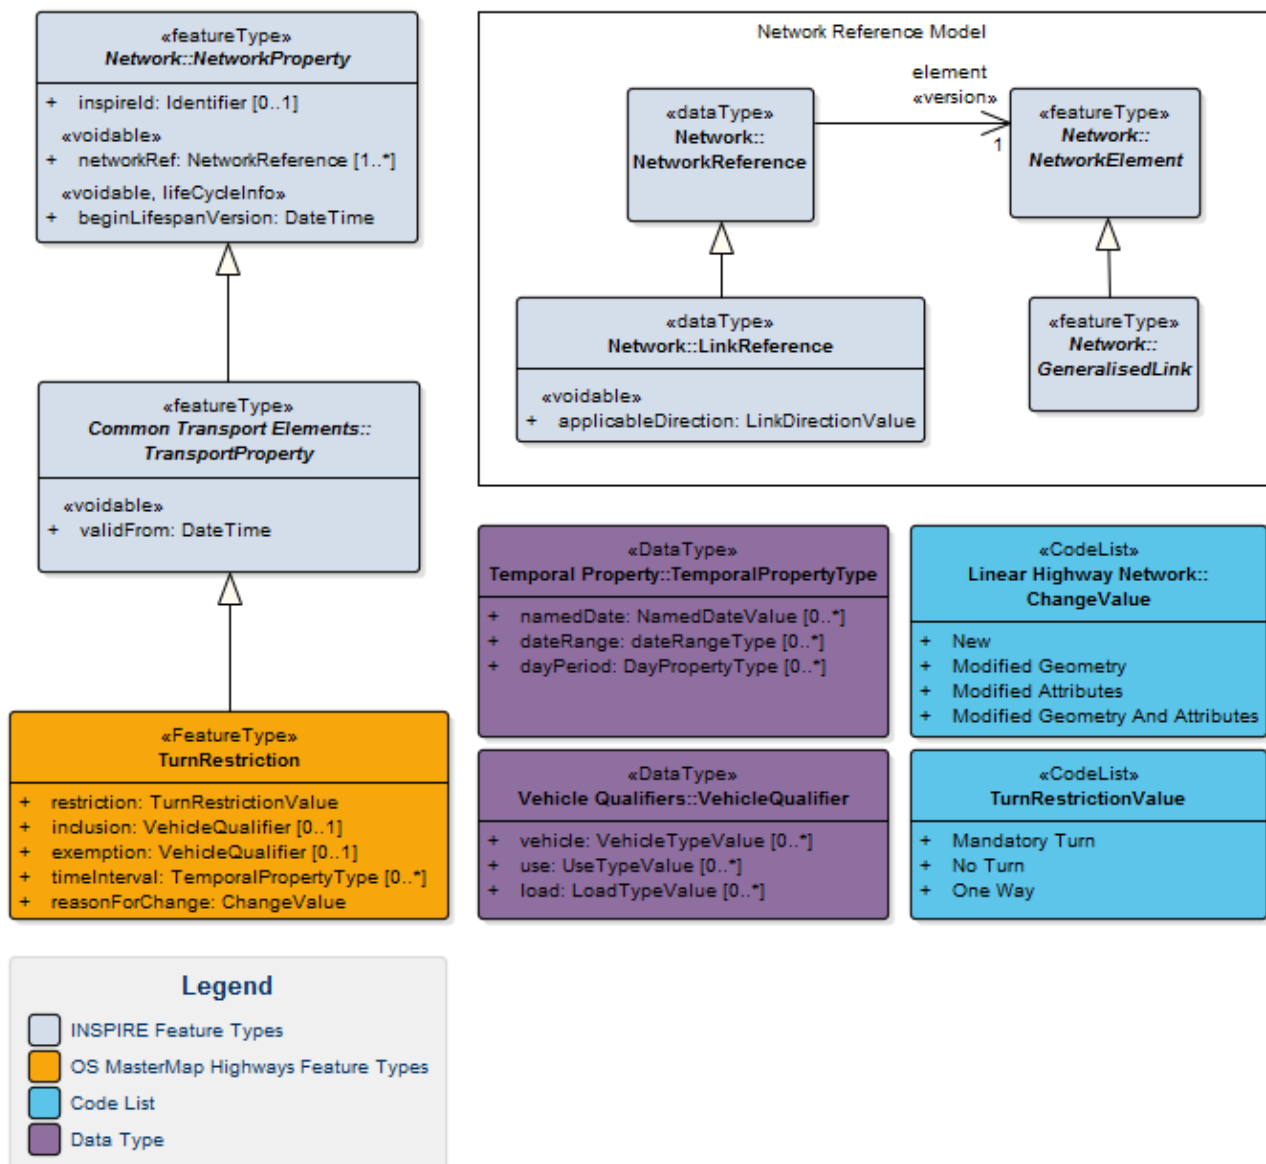 «featureType»
Network::NetworkProperty
+ inspireId: Identifier [0..1]
«voidable»
+ networkRef: NetworkReference [1..*]
«voidable, lifeCycleInfo»
+ beginLifespanVersion: DateTime
Network Reference Model
«dataType»
Network::
NetworkReference
element
«version»
1
«featureType»
Network::
NetworkElement
«dataType»
Network::LinkReference
«voidable»
+ applicableDirection: LinkDirectionValue
«featureType»
Network::
GeneralisedLink
«featureType»
Common Transport Elements::
TransportProperty
«voidable»
+ validFrom: DateTime
«DataType»
Temporal Property::TemporalPropertyType
+ namedDate: NamedDateValue [0..*]
+ dateRange: dateRangeType [0..*]
+ dayPeriod: DayPropertyType [0..*]
«CodeList»
Linear Highway Network::
ChangeValue
+ New
+ Modified Geometry
+ Modified Attributes
+ Modified Geometry And Attributes
«FeatureType»
TurnRestriction
+ restriction: TurnRestrictionValue
+ inclusion: VehicleQualifier [0..1]
+ exemption: VehicleQualifier [0..1]
+ timeInterval: TemporalPropertyType [0..*]
+ reasonForChange: ChangeValue
«DataType»
Vehicle Qualifiers::VehicleQualifier
+ vehicle: VehicleTypeValue [0..*]
+ use: UseTypeValue [0..*]
+ load: LoadTypeValue [0..*]
«CodeList»
TurnRestrictionValue
+ Mandatory Turn
+ No Turn
+ One Way
Legend
INSPIRE Feature Types
OS MasterMap Highways Feature Types
Code List
Data Type